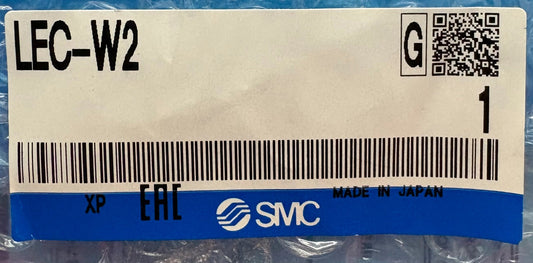 LEC-W2
G
1
XP EAC MADE IN JAPAN
SMC